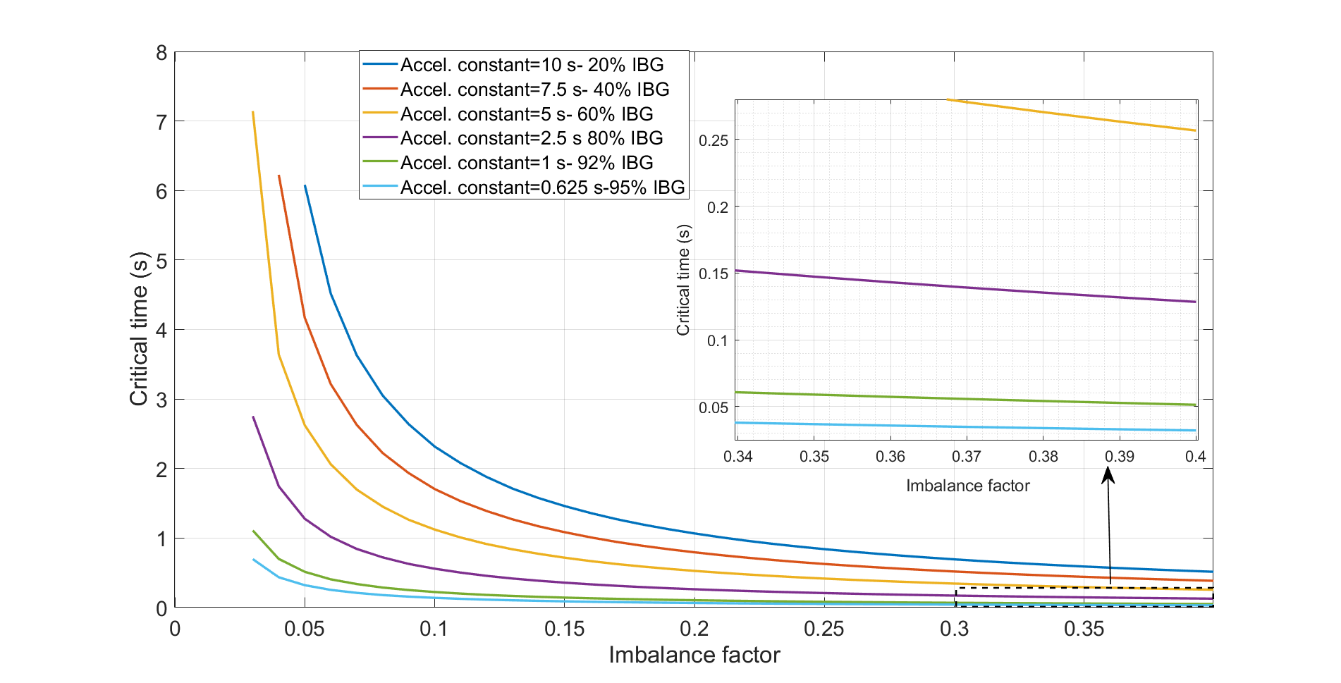 8
7
6
5
4
3
2
1
0
Critical time (s)
0
0.05
0.1
0.15
0.2
0.25
0.3
0.35
Imbalance factor
Accel. constant=10 s- 20% IBG
Accel. constant=7.5 s- 40% IBG
Accel. constant=5 s- 60% IBG
Accel. constant=2.5 s 80% IBG
Accel. constant=1 s- 92% IBG
Accel. constant=0.625 s-95% IBG
0.25
0.2
0.15
0.1
0.05
Critical time (s)
0.34
0.35
0.36
0.37
0.38
0.39
0.4
Imbalance factor